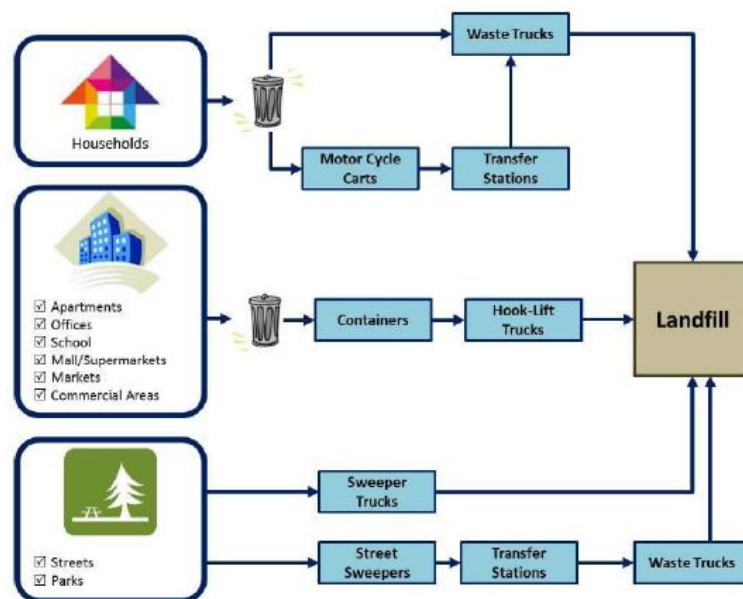 Households
Waste Trucks
Motor Cycle
Carts
Transfer
Stations
☑ Apartments
☑ Offices
☑ School
☑ Mall/Supermarkets
☑ Markets
☑ Commercial Areas
Containers
Hook-Lift
Trucks
Landfill
☑ Streets
☑ Parks
Sweeper
Trucks
Street
Sweepers
Transfer
Stations
Waste Trucks